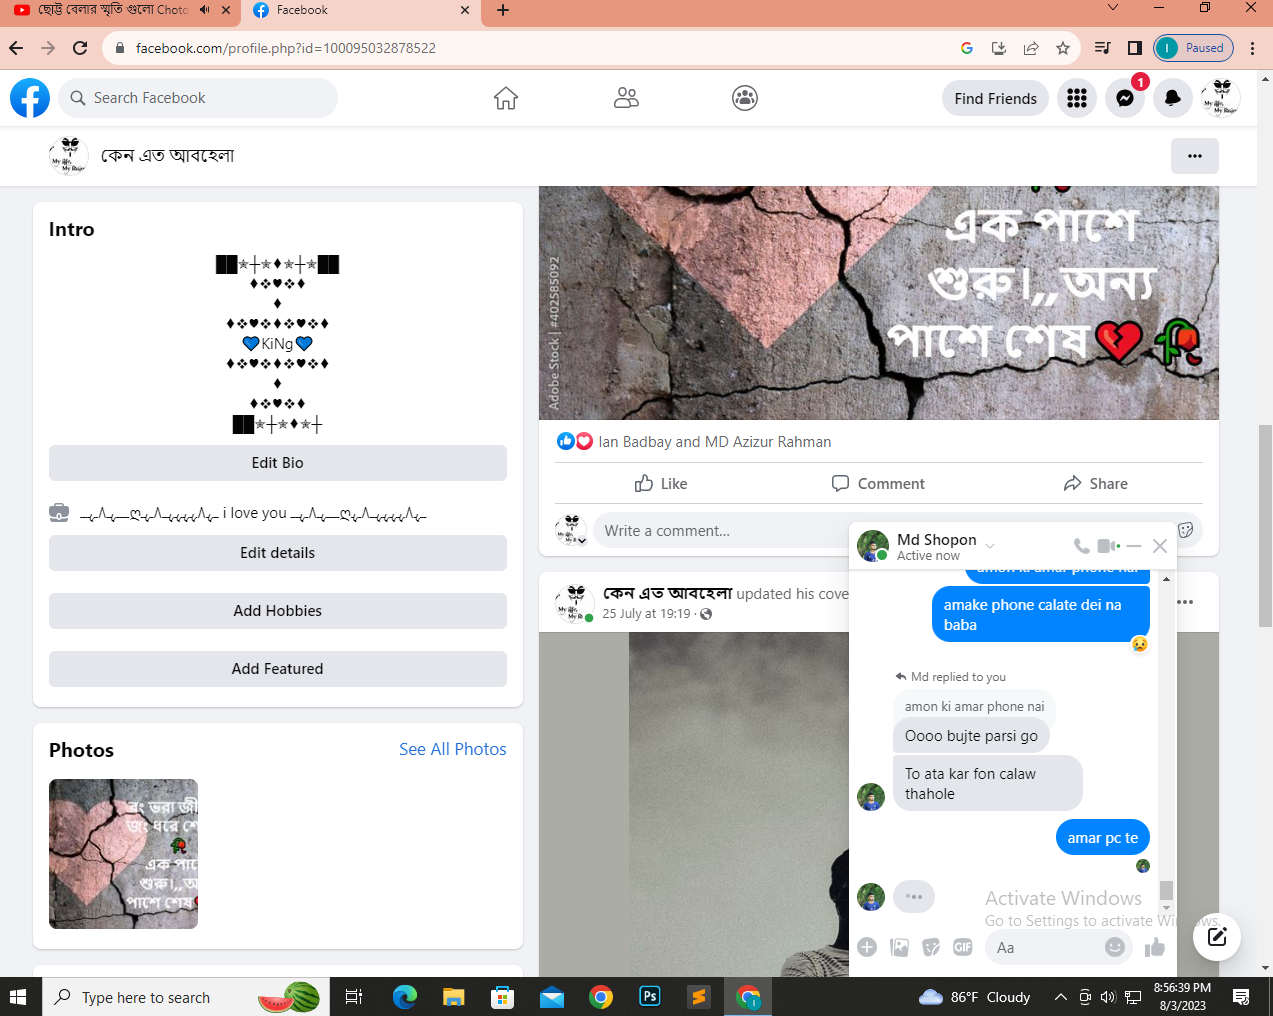 ছোট্ট বেলার স্মৃতি গুলো Choto
Facebook
facebook.com/profile.php?id=100095032878522
Paused
Search Facebook
Find Friends
1
কেন এত আবহেলা
Intro
██✯┼✯♦✯┼✯██
♦❖♥❖♦
♦
♦❖♥❖♦❖♥❖♦
💙KiNg💙
♦❖♥❖♦❖♥❖♦
♦
♦❖♥❖♦
██✯┼✯♦✯┼
Edit Bio
i love you
Edit details
Add Hobbies
Add Featured
Photos
See All Photos
রং ভরা জী
জং ধরে শে
এক পাশে
শুরু।,,অ
পাশে শেষ
এক পাশে
শুরু।,,অন্য
পাশে শেষ💔🥀
Adobe Stock | #402585092
Ian Badbay and MD Azizur Rahman
Like
Comment
Share
Write a comment...
কেন এত আবহেলা updated his cove
25 July at 19:19 ·
Md Shopon
Active now
amon ki amar phone nai
amake phone calate dei na
baba
Md replied to you
amon ki amar phone nai
Oooo bujte parsi go
To ata kar fon calaw
thahole
amar pc te
Activate Windows
Go to Settings to activate Windows.
GIF
Aa
Type here to search
Ps
86°F Cloudy
8:56:39 PM
8/3/2023